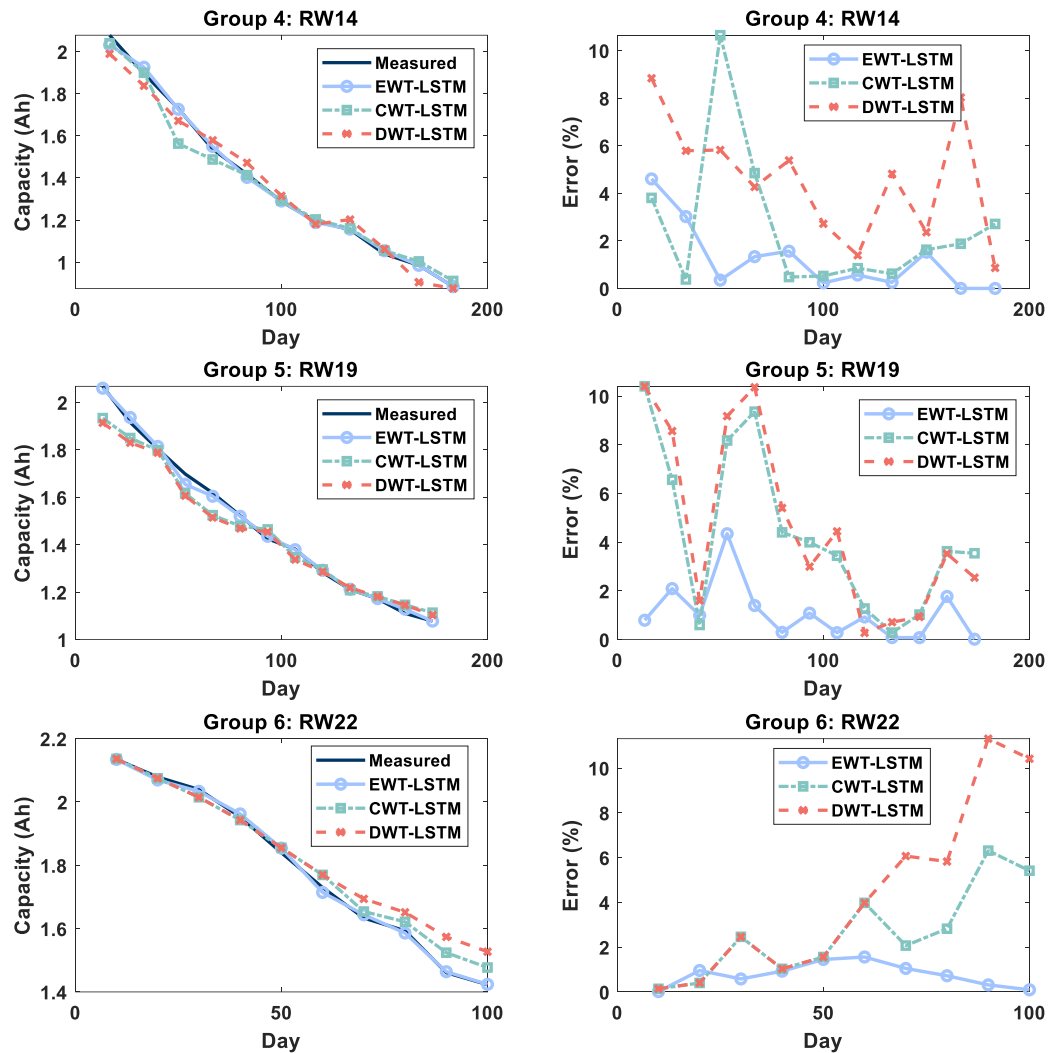 Group 4: RW14
Capacity (Ah)
2
1.8
1.6
1.4
1.2
1
0
100
200
Day
Measured
EWT-LSTM
CWT-LSTM
DWT-LSTM
Group 4: RW14
Error (%)
10
8
6
4
2
0
0
100
200
Day
EWT-LSTM
CWT-LSTM
DWT-LSTM
Group 5: RW19
Capacity (Ah)
2
1.8
1.6
1.4
1.2
1
0
100
200
Day
Measured
EWT-LSTM
CWT-LSTM
DWT-LSTM
Group 5: RW19
Error (%)
10
8
6
4
2
0
0
100
200
Day
EWT-LSTM
CWT-LSTM
DWT-LSTM
Group 6: RW22
Capacity (Ah)
2.2
2
1.8
1.6
1.4
0
50
100
Day
Measured
EWT-LSTM
CWT-LSTM
DWT-LSTM
Group 6: RW22
Error (%)
10
8
6
4
2
0
0
50
100
Day
EWT-LSTM
CWT-LSTM
DWT-LSTM